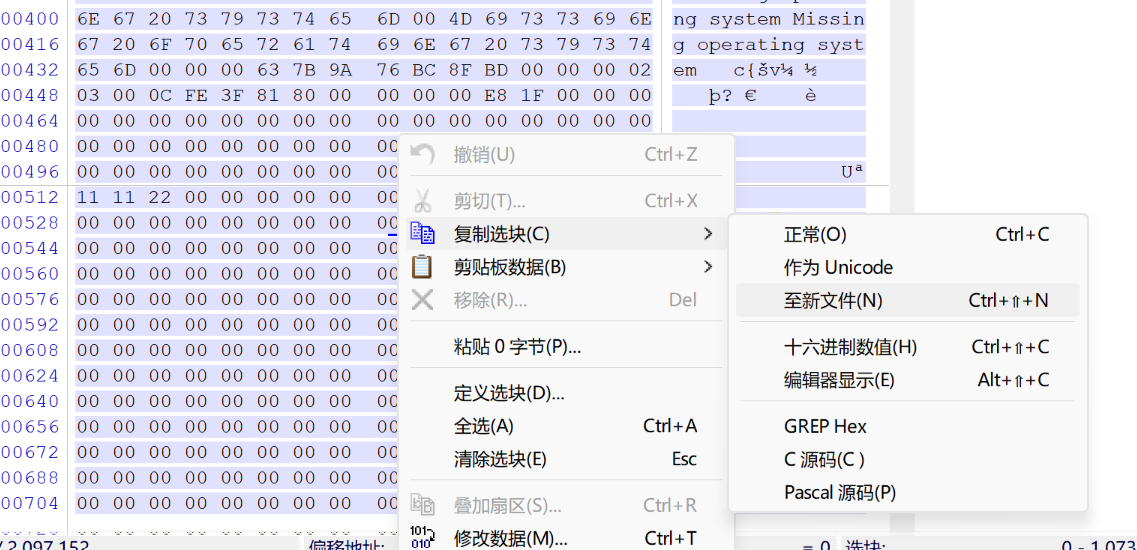 00400 6E 67 20 73 79 73 74 65 6D 00 4D 69 73 73 69 6E ng system Missin
00416 67 20 6F 70 65 72 61 74 69 6E 67 20 73 79 73 74 g operating syst
00432 65 6D 00 00 00 63 7B 9A 76 BC 8F BD 00 00 00 02 em c{šv¼ ½
00448 03 00 0C FE 3F 81 80 00 00 00 00 E8 1F 00 00 00 þ? € è
00464 00 00 00 00 00 00 00 00 00 00 00 00 00 00 00 00
00480 00 00 00 00 00 00 00 00 00
00496 00 00 00 00 00 00 00 00 00 Uª
00512 11 11 22 00 00 00 00 00 00
00528 00 00 00 00 00 00 00 00 00
00544 00 00 00 00 00 00 00 00 00
00560 00 00 00 00 00 00 00 00 00
00576 00 00 00 00 00 00 00 00 00
00592 00 00 00 00 00 00 00 00 00
00608 00 00 00 00 00 00 00 00 00
00624 00 00 00 00 00 00 00 00 00
00640 00 00 00 00 00 00 00 00 00
00656 00 00 00 00 00 00 00 00 00
00672 00 00 00 00 00 00 00 00 00
00688 00 00 00 00 00 00 00 00 00
00704 00 00 00 00 00 00 00 00 00
撤销(U) Ctrl+Z
剪切(T)... Ctrl+X
复制选块(C)
剪贴板数据(B)
移除(R)... Del
粘贴 0 字节(P)...
定义选块(D)...
全选(A) Ctrl+A
清除选块(E) Esc
叠加扇区(S)... Ctrl+R
修改数据(M)... Ctrl+T
正常(O) Ctrl+C
作为 Unicode
至新文件(N) Ctrl+⇧+N
十六进制数值(H) Ctrl+⇧+C
编辑器显示(E) Alt+⇧+C
GREP Hex
C 源码(C )
Pascal 源码(P)
/ 2,097,152 偏移地址: = 0 选块: 0 - 1,073